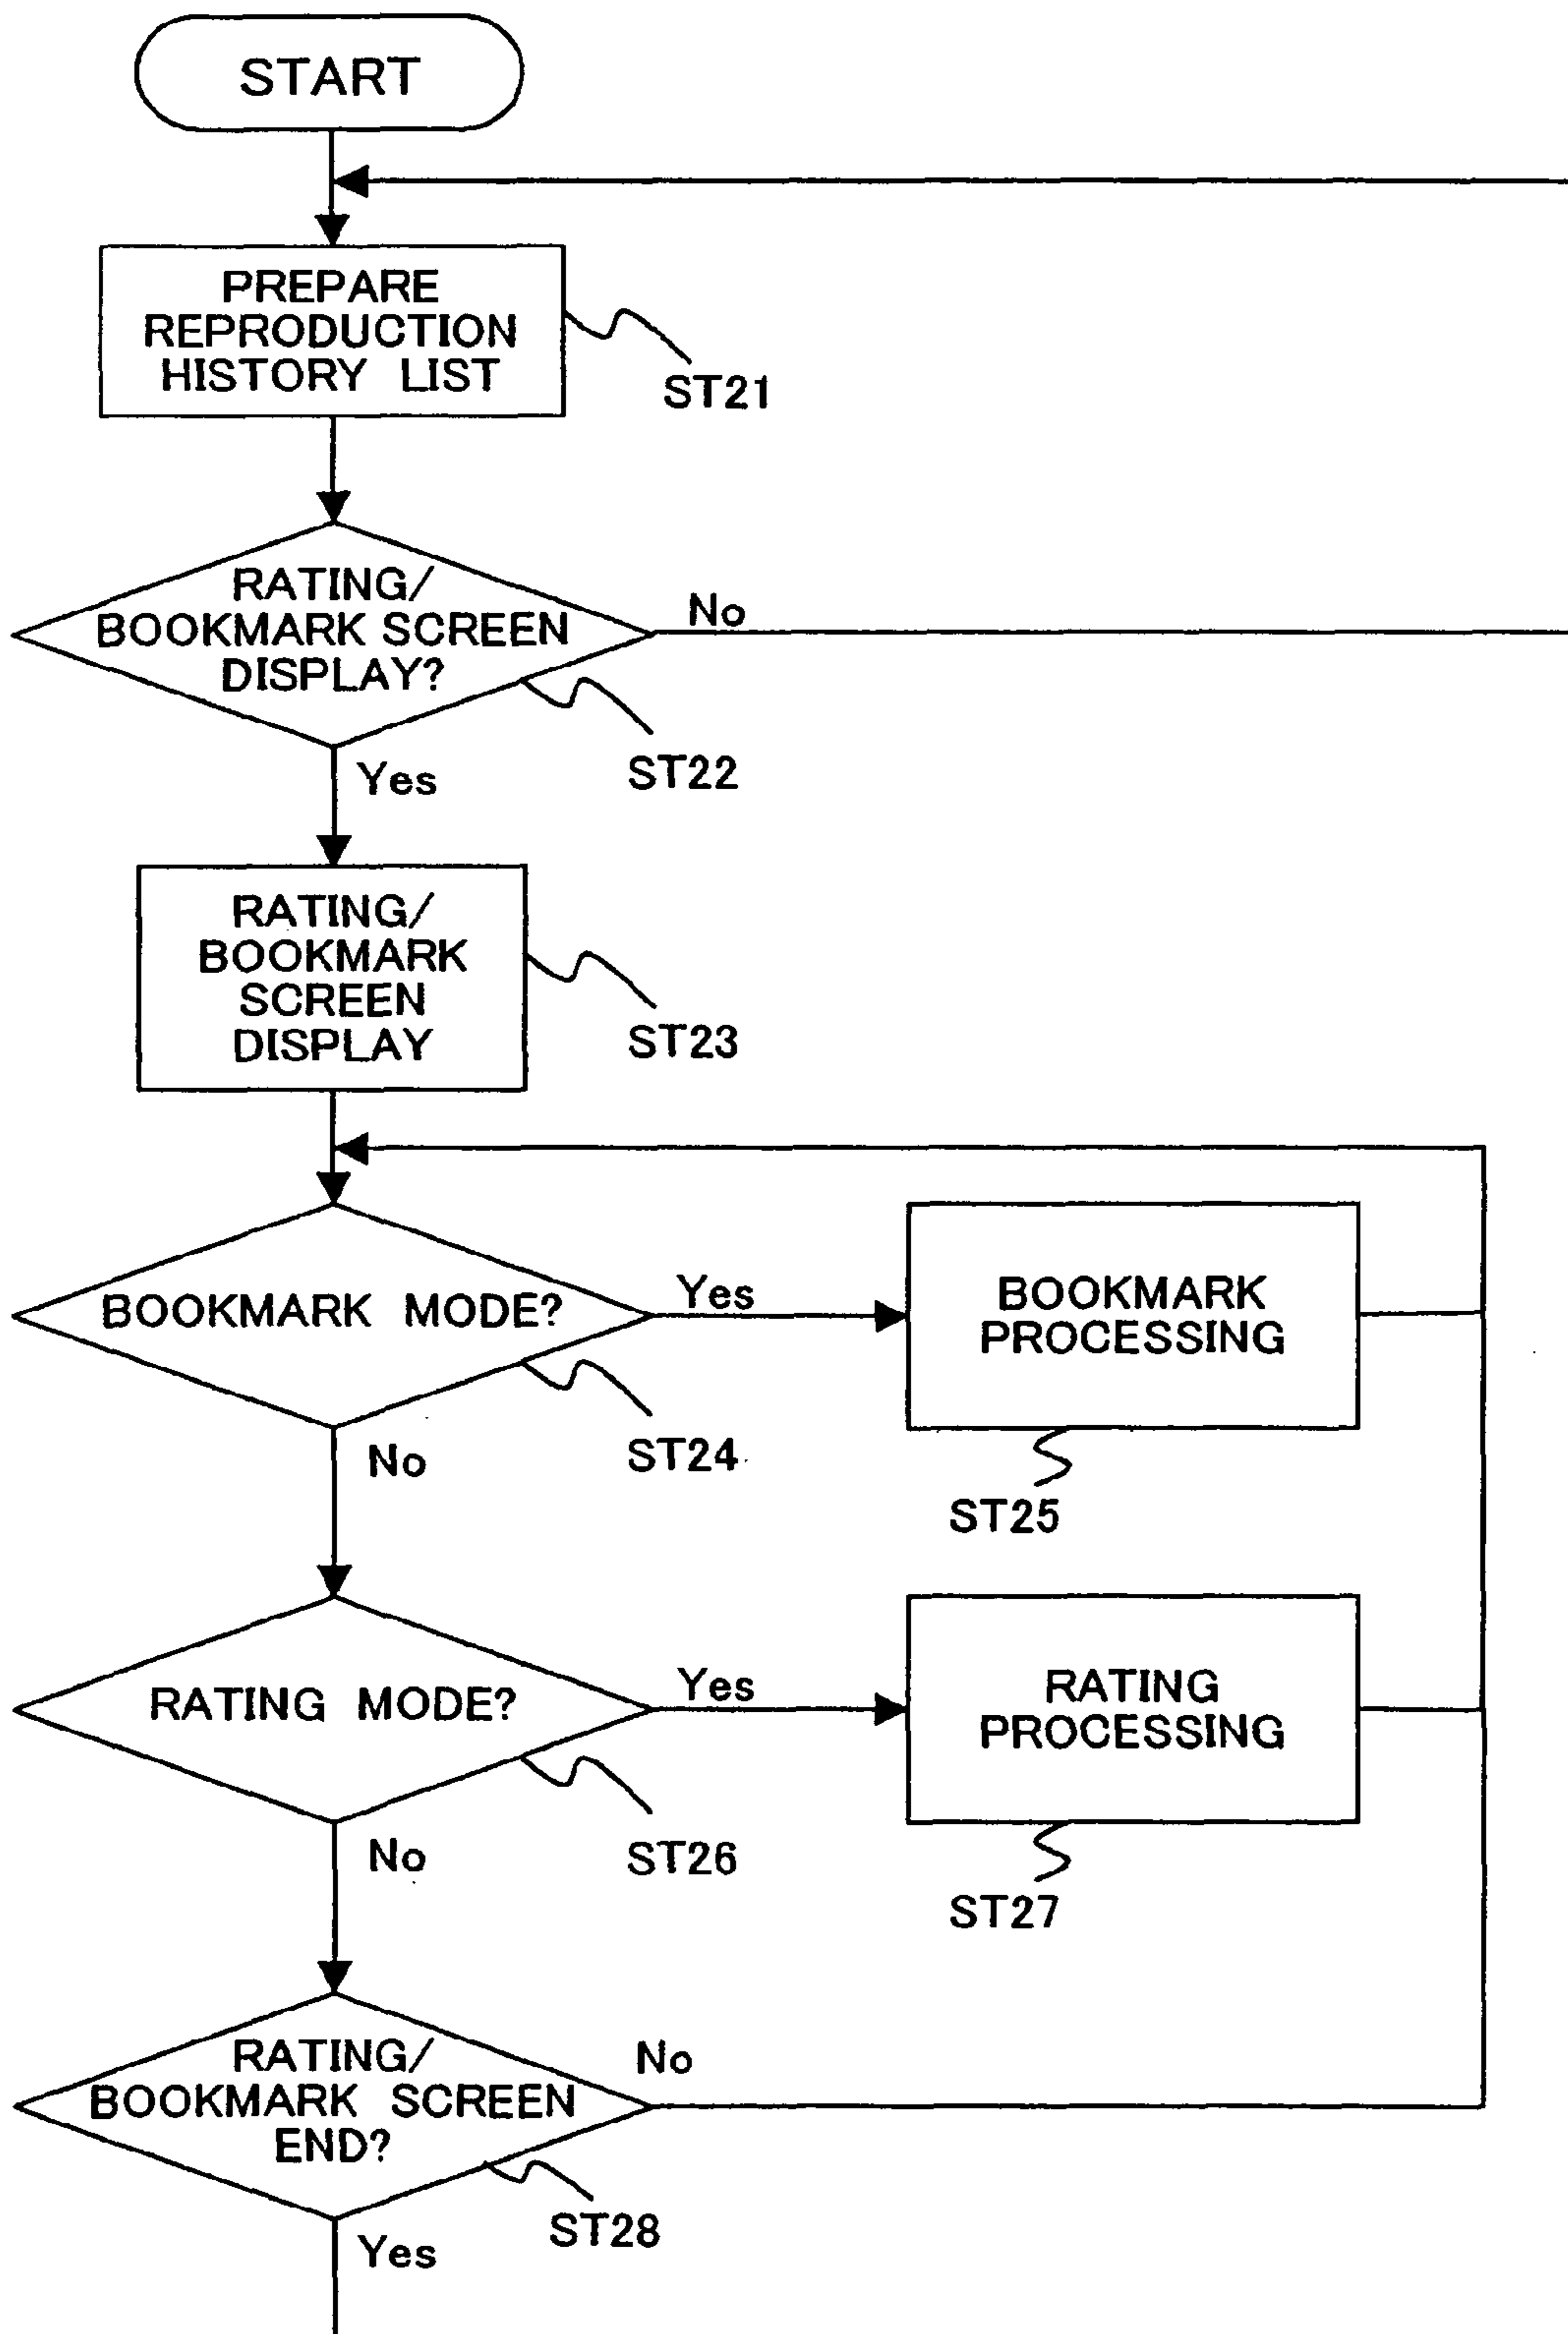 START
PREPARE
REPRODUCTION
HISTORY LIST
ST21
RATING/
BOOKMARK SCREEN
DISPLAY?
No
ST22
Yes
RATING/
BOOKMARK
SCREEN
DISPLAY
ST23
BOOKMARK MODE?
Yes
BOOKMARK
PROCESSING
ST24
No
ST25
RATING MODE?
Yes
RATING
PROCESSING
ST26
No
ST27
RATING/
BOOKMARK SCREEN
END?
No
ST28
Yes